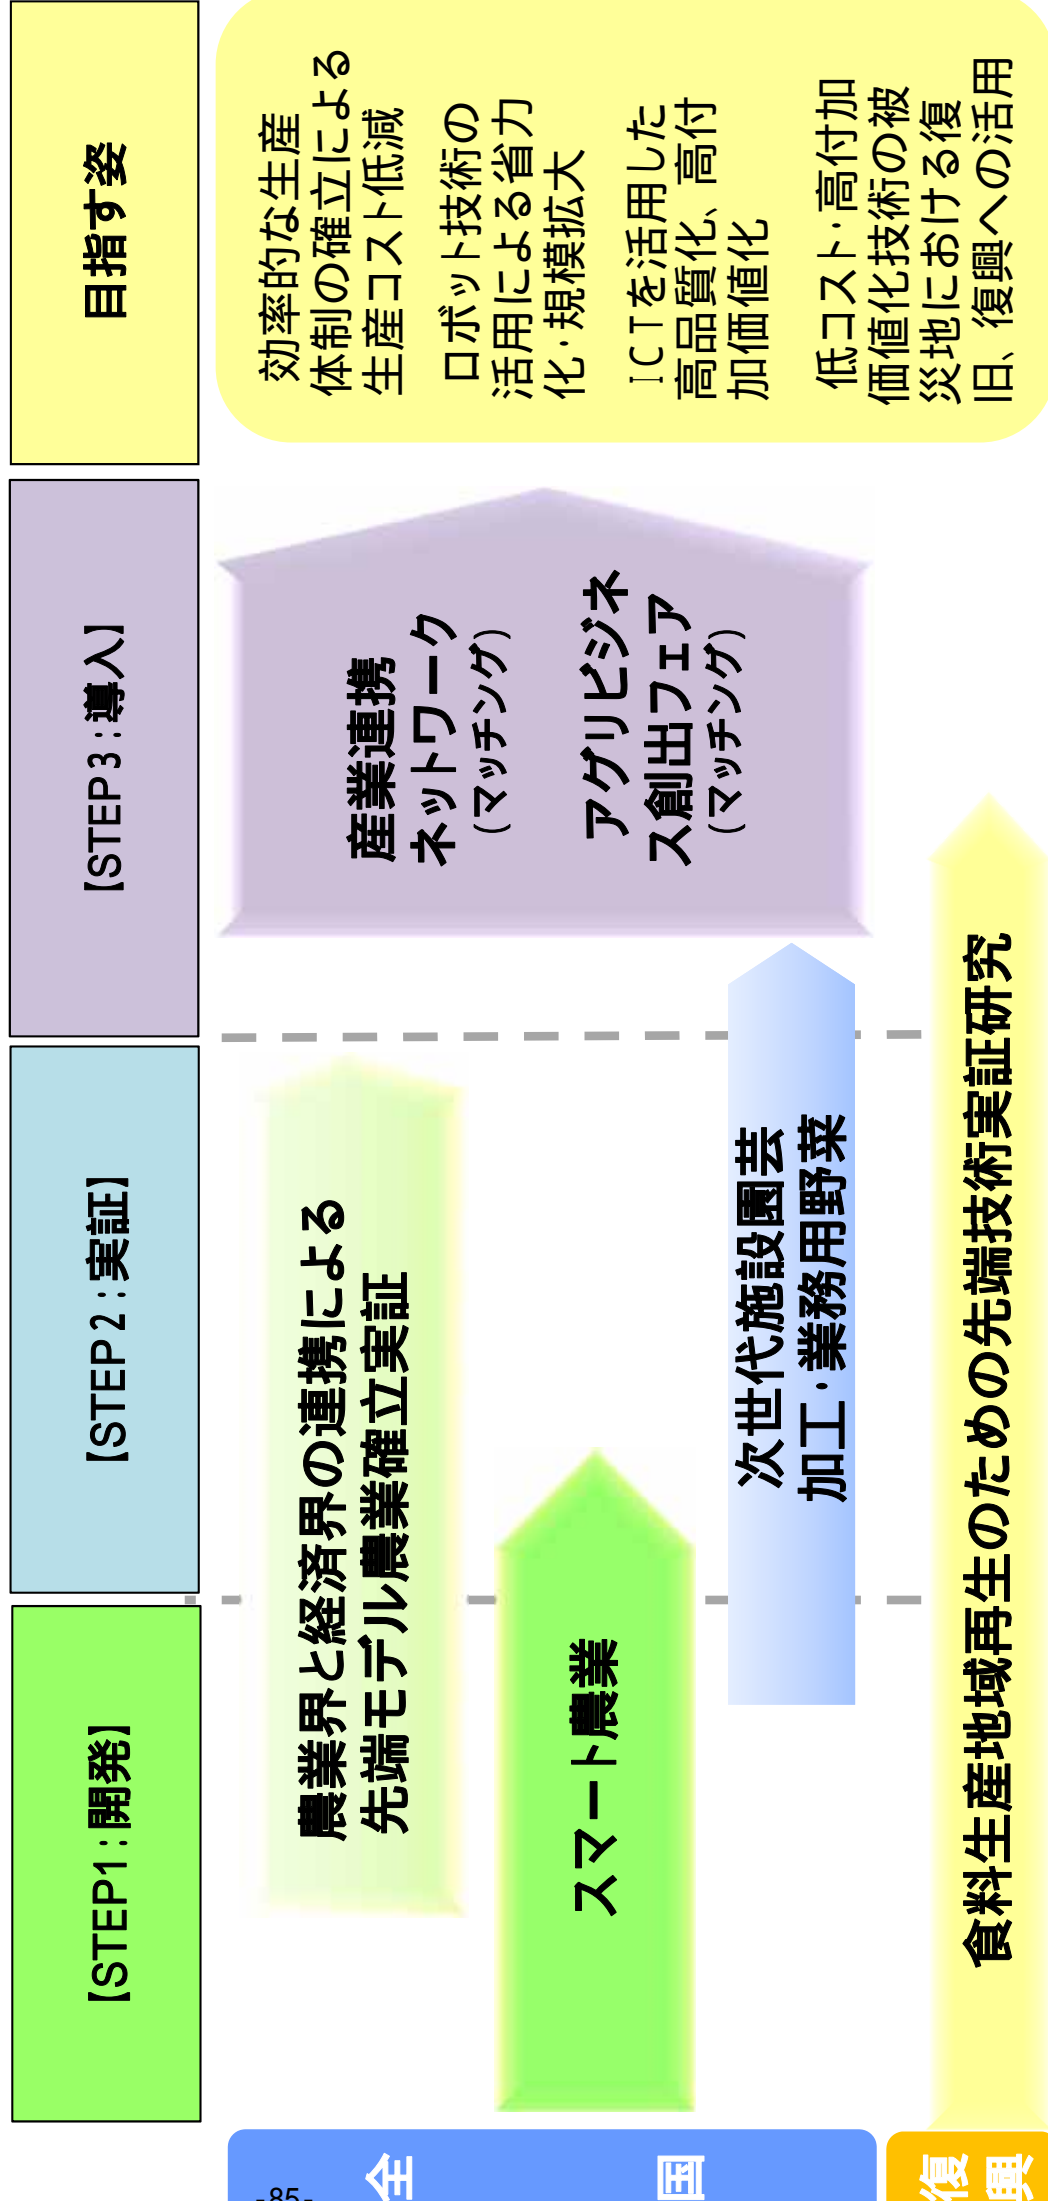 【STEP1:開発】
【STEP2:実証】
【STEP3:導入】
目指す姿
全国
農業界と経済界の連携による
先端モデル農業確立実証
スマート農業
次世代施設園芸
加工・業務用野菜
産業連携
ネットワーク
(マッチング)
アグリビジネ
ス創出フェア
(マッチング)
効率的な生産
体制の確立による
生産コスト低減
ロボット技術の
活用による省力
化・規模拡大
ICTを活用した
高品質化、高付
加価値化
低コスト・高付加
価値化技術の被
災地における復
旧、復興への活用
復
興
食料生産地域再生のための先端技術実証研究
-85-